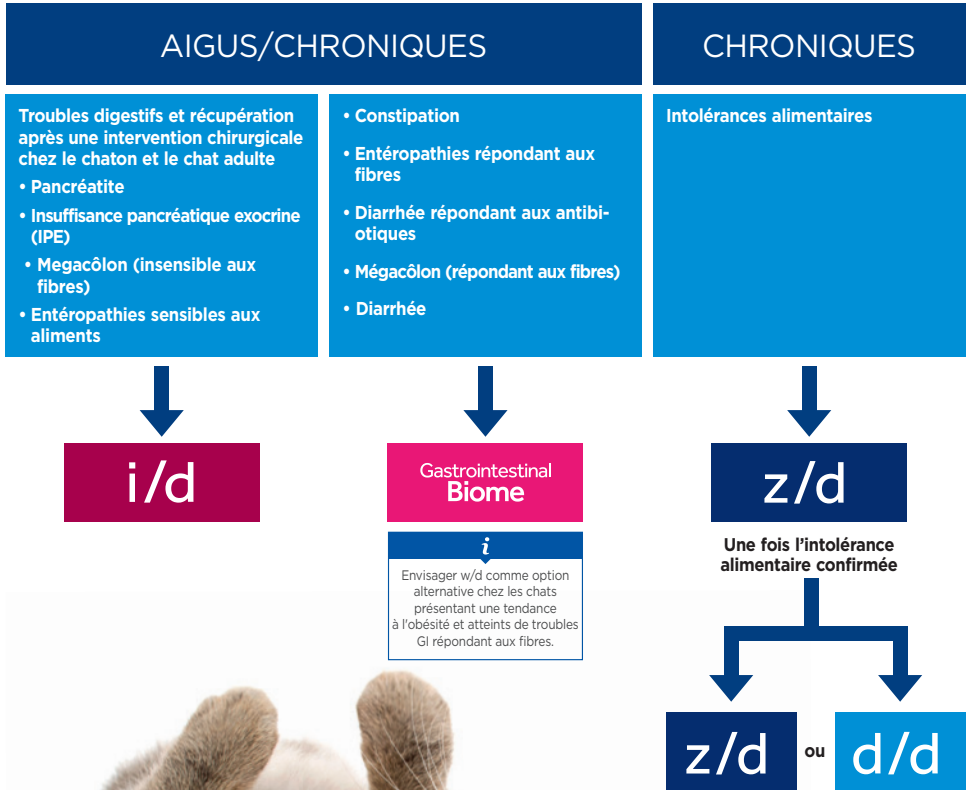 AIGUS/CHRONIQUES
CHRONIQUES
Troubles digestifs et récupération
après une intervention chirurgicale
chez le chaton et le chat adulte
• Pancréatite
• Insuffisance pancréatique exocrine
(IPE)
• Megacôlon (insensible aux
fibres)
• Entéropathies sensibles aux
aliments
• Constipation
• Entéropathies répondant aux
fibres
• Diarrhée répondant aux antibi-
otiques
• Mégacôlon (répondant aux fibres)
• Diarrhée
Intolérances alimentaires
i/d
Gastrointestinal
Biome
i
Envisager w/d comme option
alternative chez les chats
présentant une tendance
à l'obésité et atteints de troubles
GI répondant aux fibres.
z/d
Une fois l'intolérance
alimentaire confirmée
z/d ou d/d